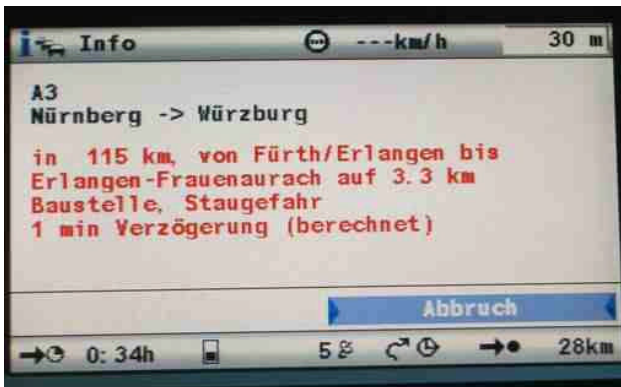 i Info ---km/h 30 m
A3
Nürnberg -> Würzburg
in 115 km, von Fürth/Erlangen bis
Erlangen-Frauenaurach auf 3.3 km
Baustelle, Staugefahr
1 min Verzögerung (berechnet)
Abbruch
0:34h 5 28km